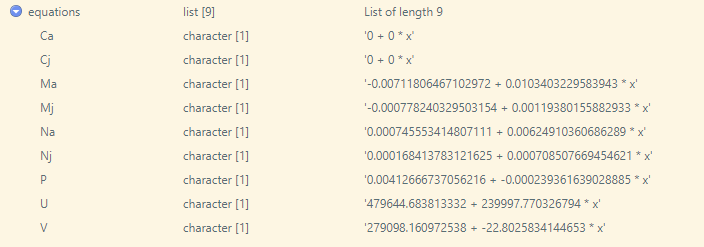 equations list [9] List of length 9
Ca character [1] '0 + 0 * x'
Cj character [1] '0 + 0 * x'
Ma character [1] '-0.00711806467102972 + 0.0103403229583943 * x'
Mj character [1] '-0.000778240329503154 + 0.00119380155882933 * x'
Na character [1] '0.000745553414807111 + 0.00624910360686289 * x'
Nj character [1] '0.000168413783121625 + 0.000708507669454621 * x'
P character [1] '0.00412666737056216 + -0.000239361639028885 * x'
U character [1] '479644.683813332 + 239997.770326794 * x'
V character [1] '279098.160972538 + -22.8025834144653 * x'